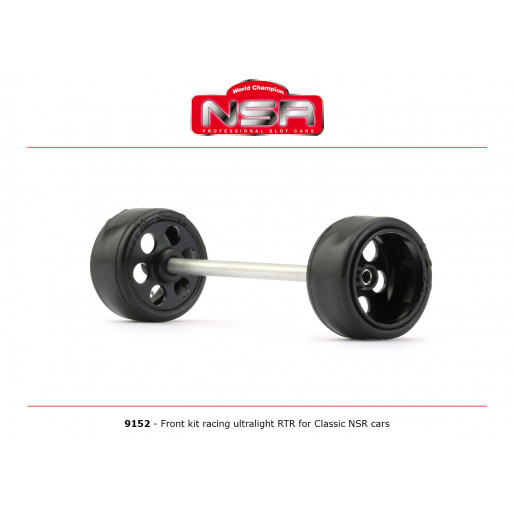 World Champion
NSR
PROFESSIONAL SLOT CARS
9152 - Front kit racing ultralight RTR for Classic NSR cars